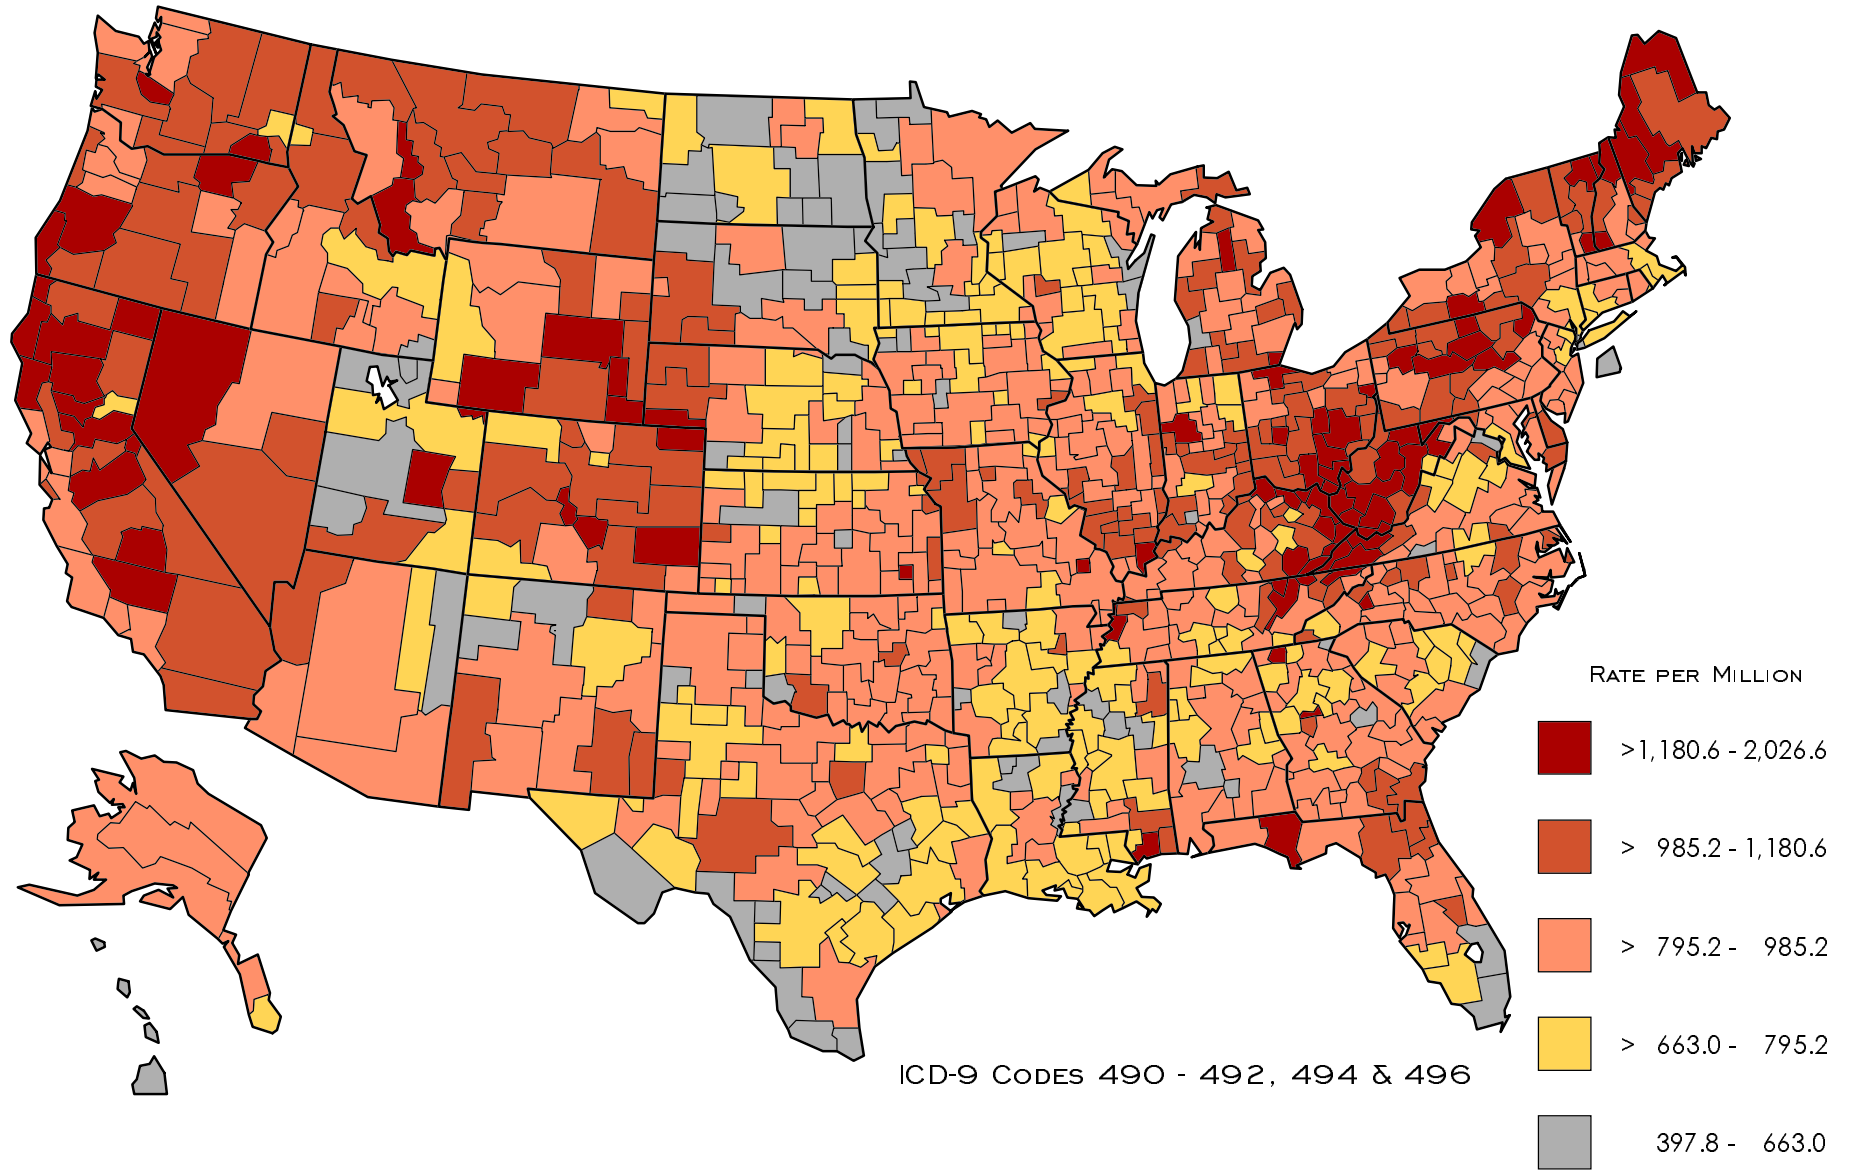 RATE PER MILLION
>1,180.6 - 2,026.6
> 985.2 - 1,180.6
> 795.2 - 985.2
> 663.0 - 795.2
397.8 - 663.0
ICD-9 CODES 490 - 492, 494 & 496